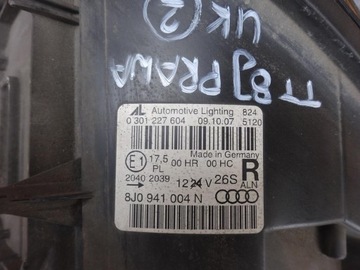 TT 8J PRAWA
UK (2)
AL Automotive Lighting 824
0 301 227 604 09.10.07 5120
Made in Germany
E1 17,5 00 HR 00 HC R
PL
2040 2039 12 24 V 26S ALN
8J0 941 004 N